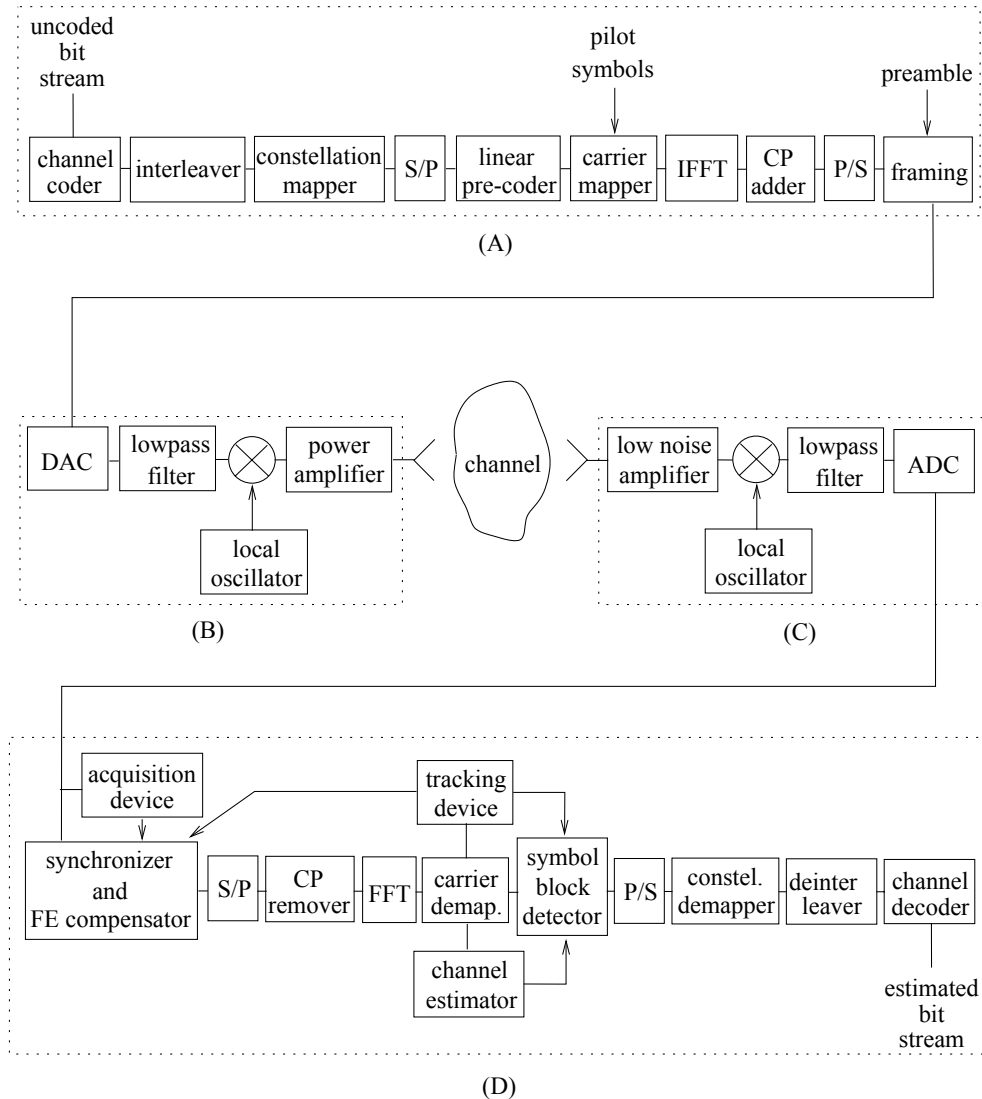 uncoded
bit
stream
pilot
symbols
preamble
channel
coder
interleaver
constellation
mapper
S/P
linear
pre-coder
carrier
mapper
IFFT
CP
adder
P/S
framing
(A)
DAC
lowpass
filter
power
amplifier
local
oscillator
(B)
channel
low noise
amplifier
lowpass
filter
ADC
local
oscillator
(C)
acquisition
device
tracking
device
synchronizer
and
FE compensator
S/P
CP
remover
FFT
carrier
demap.
symbol
block
detector
P/S
constel.
demapper
deinter
leaver
channel
decoder
channel
estimator
estimated
bit
stream
(D)